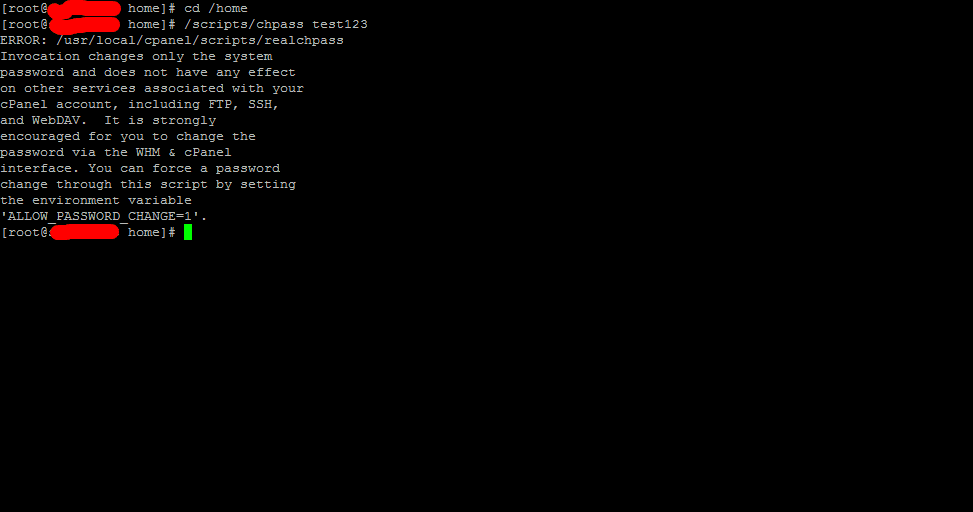 [root@ home]# cd /home
[root@ home]# /scripts/chpass test123
ERROR: /usr/local/cpanel/scripts/realchpass
Invocation changes only the system
password and does not have any effect
on other services associated with your
cPanel account, including FTP, SSH,
and WebDAV.  It is strongly
encouraged for you to change the
password via the WHM & cPanel
interface. You can force a password
change through this script by setting
the environment variable
'ALLOW_PASSWORD_CHANGE=1'.
[root@ home]#